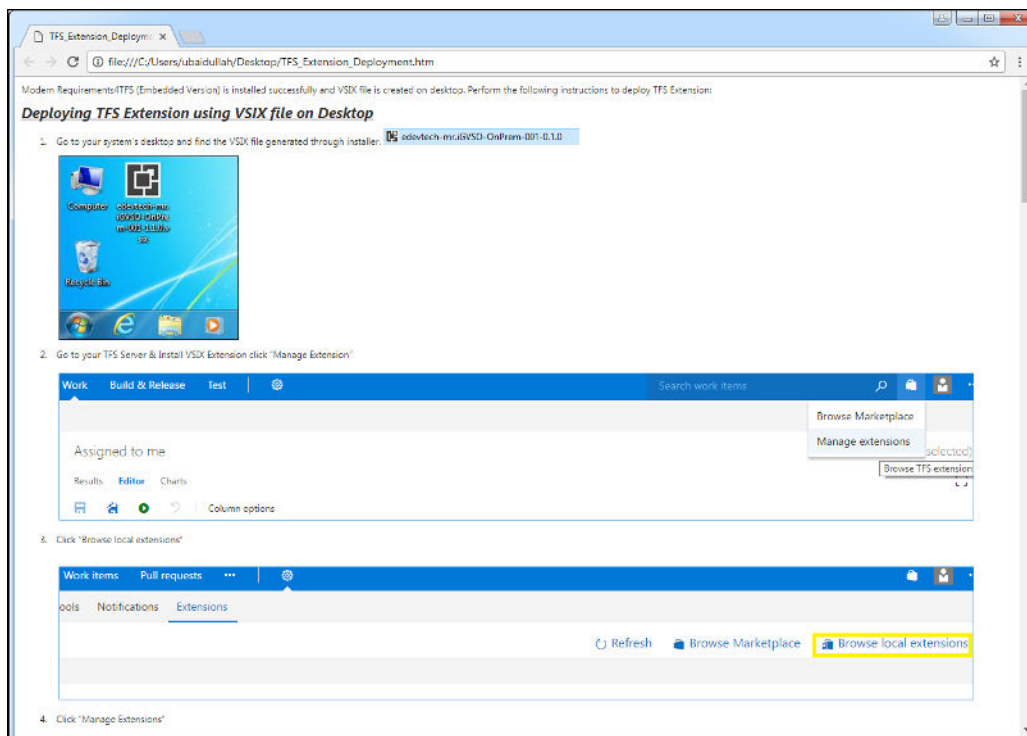 TFS_Extension_Deployme
file:///C:/Users/ubaidullah/Desktop/TFS_Extension_Deployment.htm
Modern Requirements4TFS (Embedded Version) is installed successfully and VSIX file is created on desktop. Perform the following instructions to deploy TFS Extension:
Deploying TFS Extension using VSIX file on Desktop
1. Go to your system's desktop and find the VSIX file generated through installer. edevtech-mr.iGVSO-OnPrem-001-0.1.0
Computer
Recycle Bin
2. Go to your TFS Server & Install VSIX Extension click "Manage Extension"
Work Build & Release Test Search work items
Browse Marketplace
Manage extensions
Assigned to me selected)
Browse TFS extension
Results Editor Charts
Column options
3. Click "Browse local extensions"
Work items Pull requests ...
ools Notifications Extensions
Refresh Browse Marketplace Browse local extensions
4. Click "Manage Extensions"